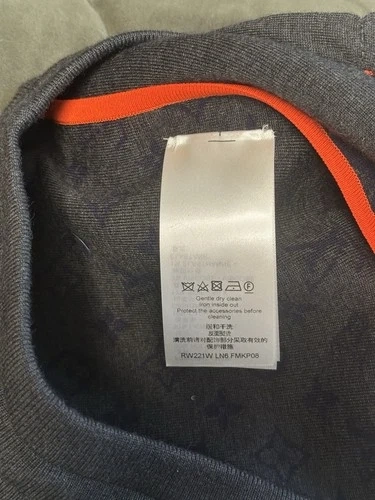 Gentle dry clean
iron inside out
Protect the accessories before
cleaning
缓和干洗
反面熨烫
清洗前请对配饰部分采取有效的
保护措施
RW221W LN6 FMKP08